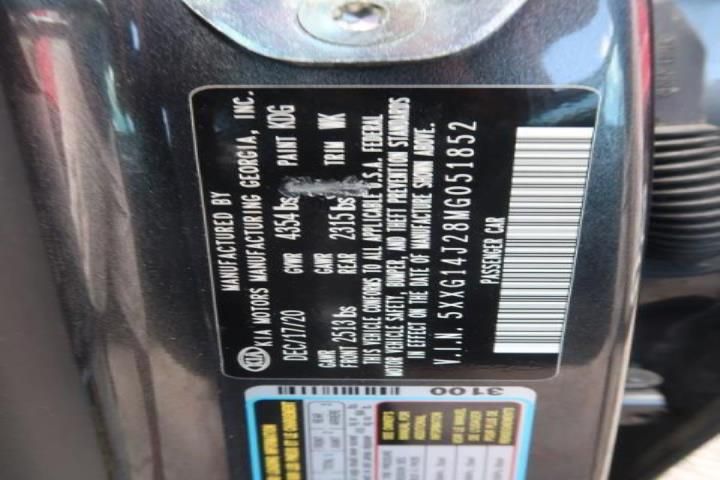 MANUFACTURED BY
KIA KIA MOTORS MANUFACTURING GEORGIA, INC.
DEC/17/20 GVWR 4354lbs PAINT KDG
GAWR GAWR
FRONT 2513lbs REAR 2315lbs TRIM WK
THIS VEHICLE CONFORMS TO ALL APPLICABLE U.S.A. FEDERAL
MOTOR VEHICLE SAFETY, BUMPER, AND THEFT PREVENTION STANDARDS
IN EFFECT ON THE DATE OF MANUFACTURE SHOWN ABOVE.
V.I.N. 5XXG14J28MG051852
PASSENGER CAR
3100